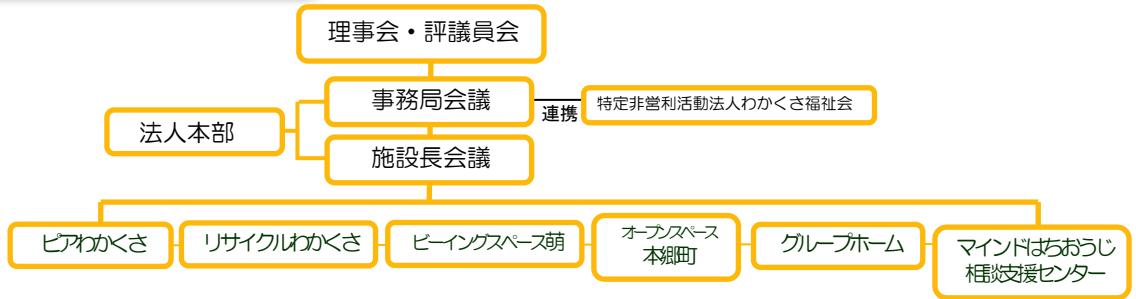 理事会・評議員会
事務局会議
連携
特定非営利活動法人わかくさ福祉会
法人本部
施設長会議
ピアわかくさ
リサイクルわかくさ
ビーイングスペース萌
オープンスペース
本郷町
グループホーム
マインドはちおうじ
相談支援センター